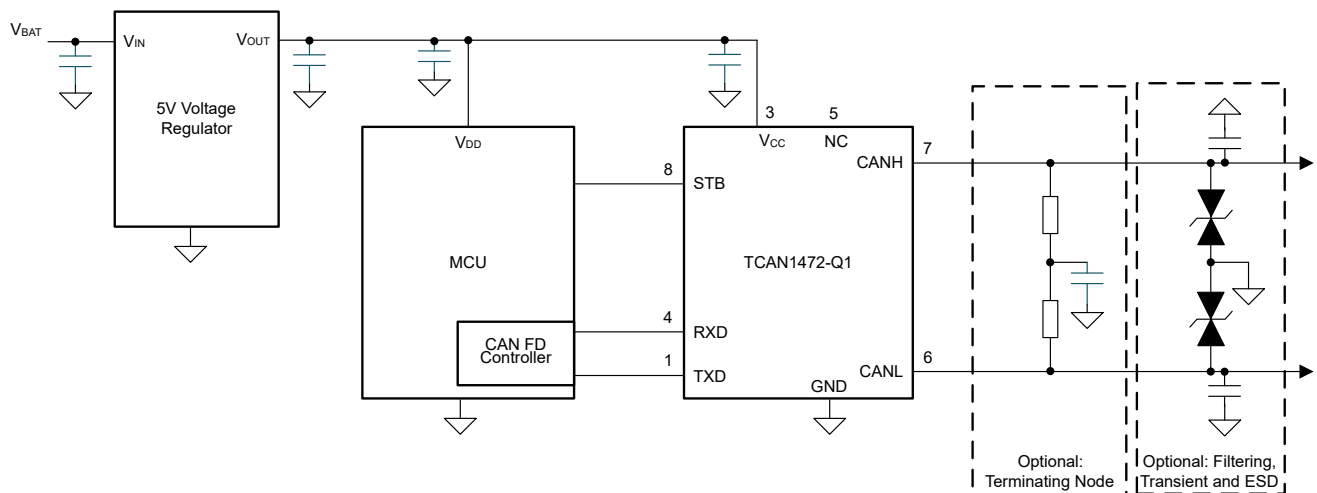 VBAT
VIN
VOUT
5V Voltage
Regulator
VDD
MCU
CAN FD
Controller
8
4
1
3
5
VCC
NC
STB
TCAN1472-Q1
RXD
TXD
GND
CANH
CANL
7
6
Optional:
Terminating Node
Optional: Filtering,
Transient and ESD